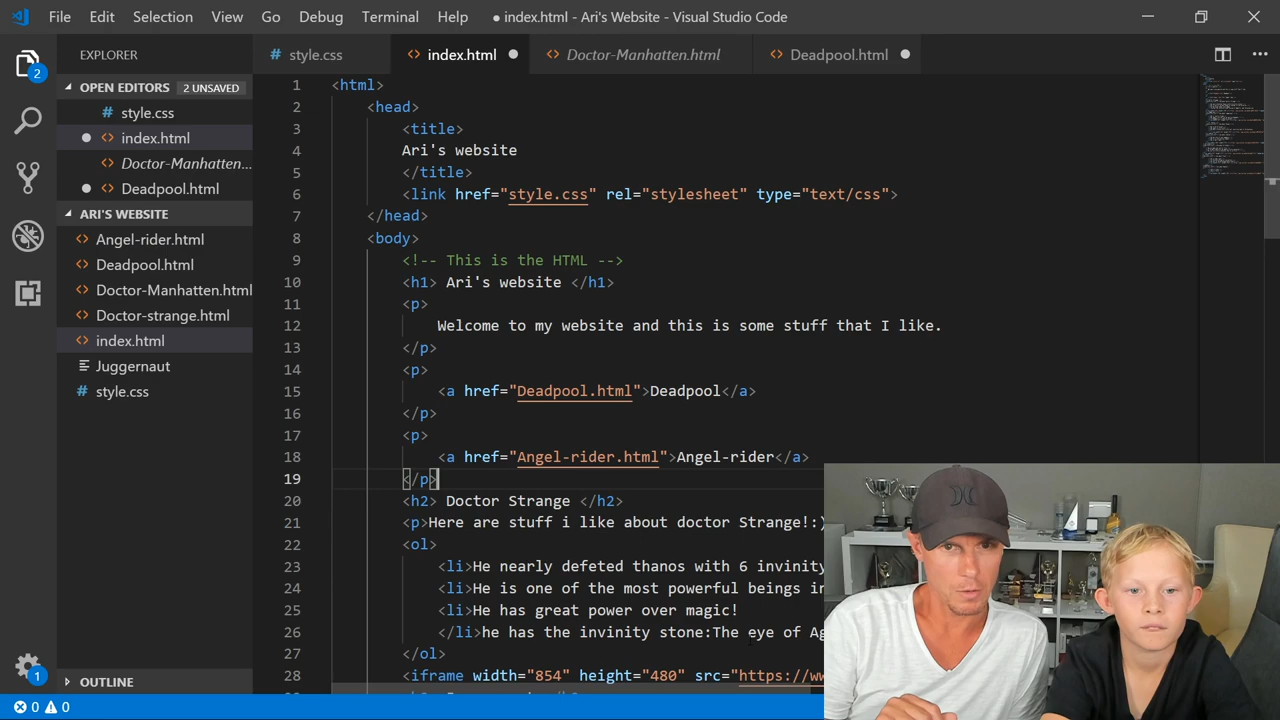 File Edit Selection View Go Debug Terminal Help ● index.html - Ari's Website - Visual Studio Code
EXPLORER
style.css index.html Doctor-Manhatten.html Deadpool.html
2
OPEN EDITORS 2 UNSAVED
style.css
index.html
Doctor-Manhatten...
Deadpool.html
ARI'S WEBSITE
Angel-rider.html
Deadpool.html
Doctor-Manhatten.html
Doctor-strange.html
index.html
Juggernaut
style.css
OUTLINE
1
0 0
1 <html>
2 <head>
3 <title>
4 Ari's website
5 </title>
6 <link href="style.css" rel="stylesheet" type="text/css">
7 </head>
8 <body>
9 <!-- This is the HTML -->
10 <h1> Ari's website </h1>
11 <p>
12 Welcome to my website and this is some stuff that I like.
13 </p>
14 <p>
15 <a href="Deadpool.html">Deadpool</a>
16 </p>
17 <p>
18 <a href="Angel-rider.html">Angel-rider</a>
19 </p>
20 <h2> Doctor Strange </h2>
21 <p>Here are stuff i like about doctor Strange!:)
22 <ol>
23 <li>He nearly defeted thanos with 6 invinity
24 <li>He is one of the most powerful beings in
25 <li>He has great power over magic!
26 </li>he has the invinity stone:The eye of Ag
27 </ol>
28 <iframe width="854" height="480" src="https://ww